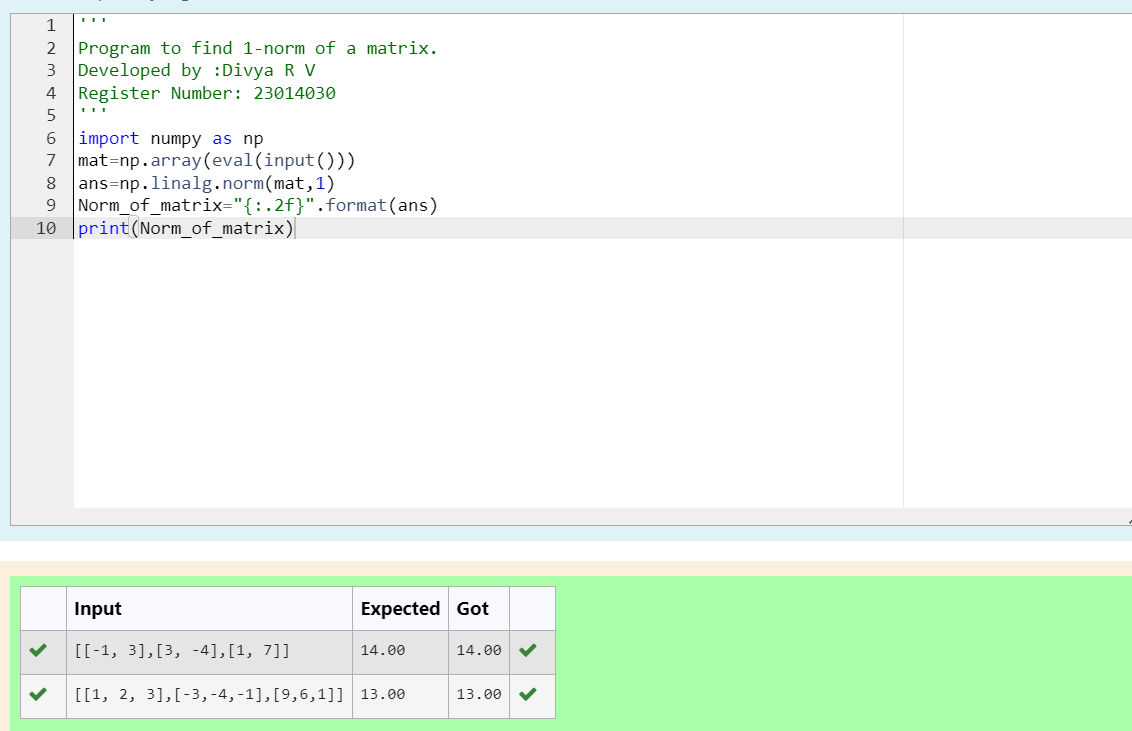 1 '''
2 Program to find 1-norm of a matrix.
3 Developed by :Divya R V
4 Register Number: 23014030
5 '''
6 import numpy as np
7 mat=np.array(eval(input()))
8 ans=np.linalg.norm(mat,1)
9 Norm_of_matrix="{:.2f}".format(ans)
10 print(Norm_of_matrix)
Input Expected Got
[[-1, 3],[3, -4],[1, 7]] 14.00 14.00
[[1, 2, 3],[-3,-4,-1],[9,6,1]] 13.00 13.00